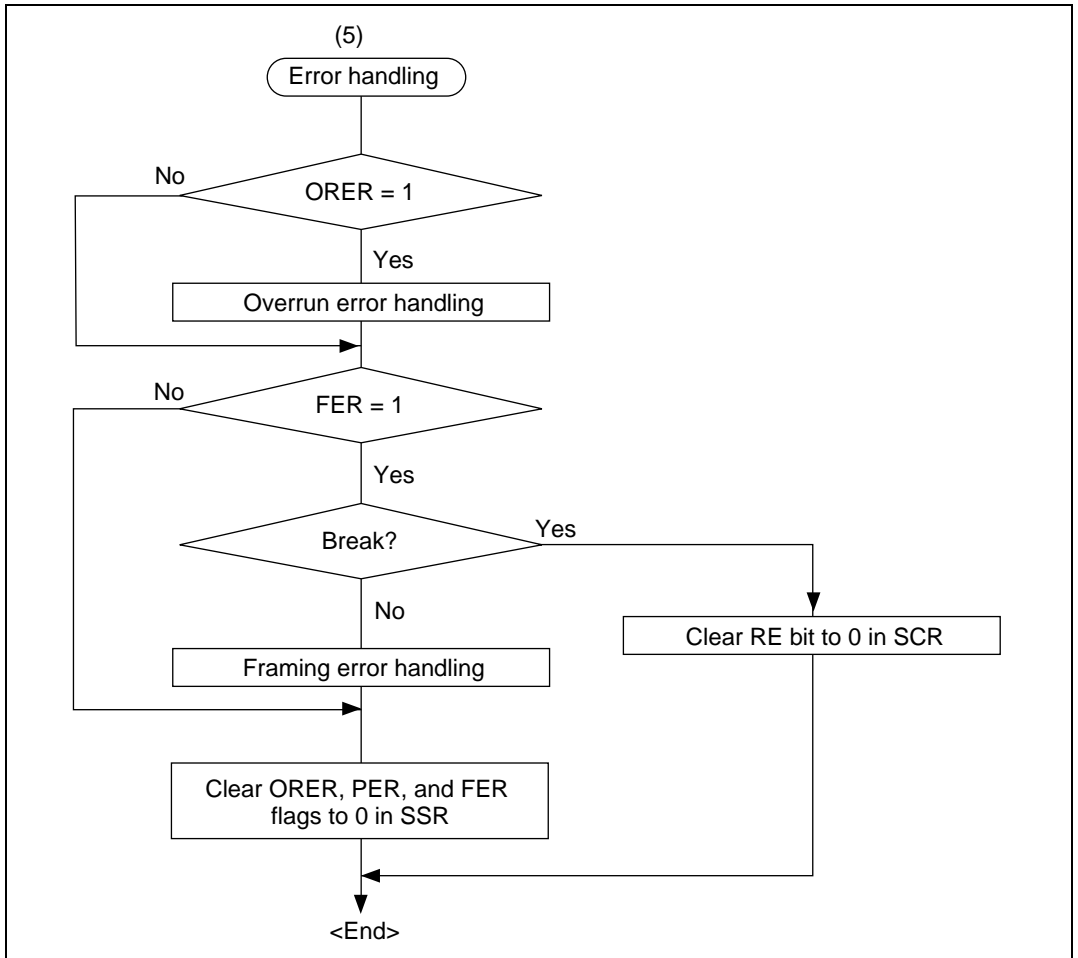 (5)
Error handling
No
ORER = 1
Yes
Overrun error handling
No
FER = 1
Yes
Break?
Yes
No
Clear RE bit to 0 in SCR
Framing error handling
Clear ORER, PER, and FER
flags to 0 in SSR
<End>